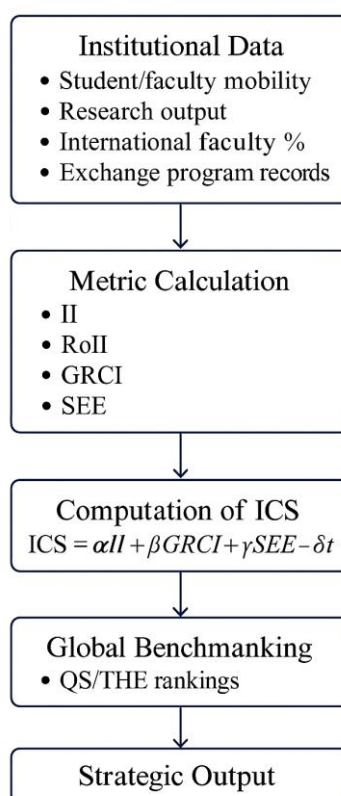 Institutional Data
• Student/faculty mobility
• Research output
• International faculty %
• Exchange program records
Metric Calculation
• II
• RoII
• GRCI
• SEE
Computation of ICS
ICS = αII + βGRCI + γSEE − δt
Global Benchmanking
• QS/THE rankings
Strategic Output